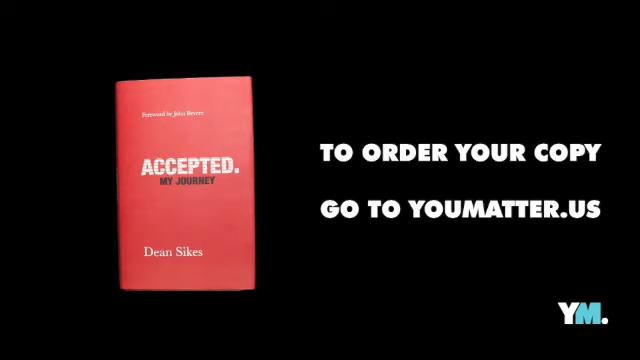 Foreword by John Bevere
ACCEPTED.
MY JOURNEY
Dean Sikes
TO ORDER YOUR COPY
GO TO YOUMATTER.US
YM.